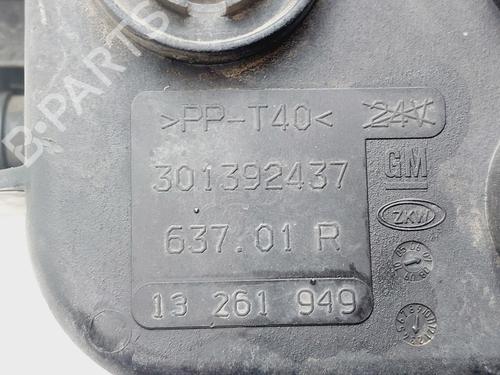 B-PARTS
>PP-T40< 24V
301392437 GM
637.01 R ZKW
13 261 949